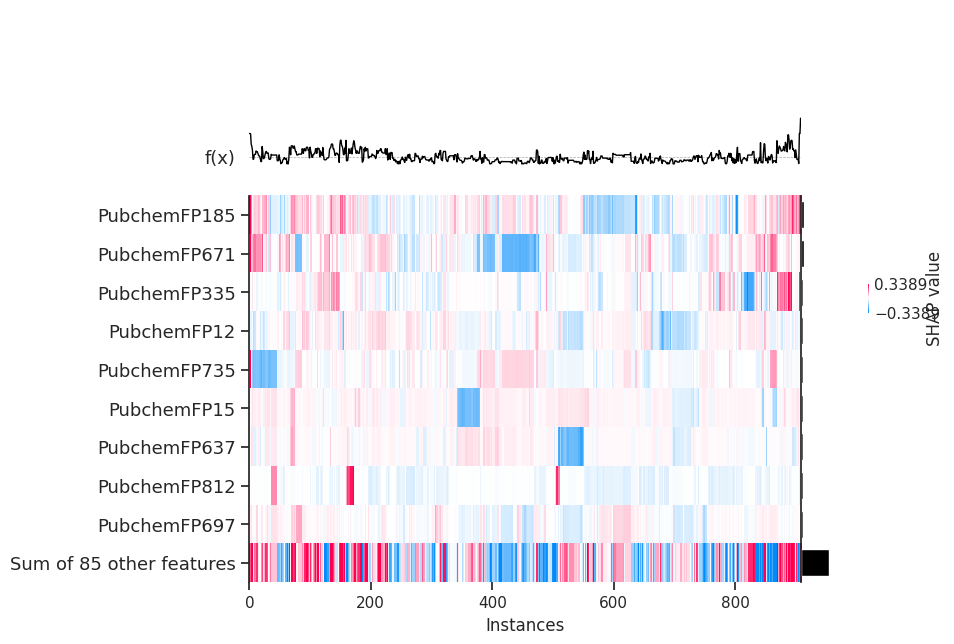 f(x)
PubchemFP185
PubchemFP671
PubchemFP335
PubchemFP12
PubchemFP735
PubchemFP15
PubchemFP637
PubchemFP812
PubchemFP697
Sum of 85 other features
0 200 400 600 800
Instances
0.3389
−0.3389
SHAP value